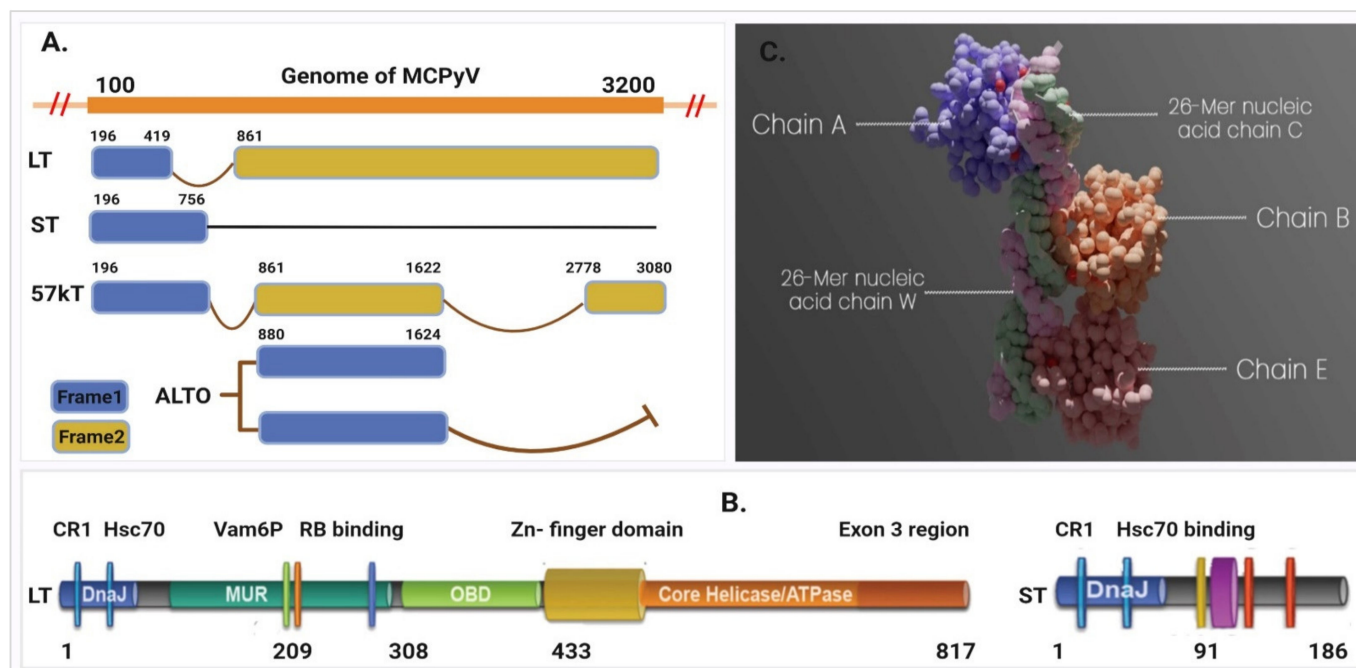 A.
Genome of MCPyV
100 3200
196 419 861
LT
196 756
ST
196 861 1622 2778 3080
57kT
880 1624
ALTO
Frame1
Frame2
C.
Chain A
26-Mer nucleic
acid chain C
Chain B
26-Mer nucleic
acid chain W
Chain E
B.
CR1 Hsc70 Vam6P RB binding Zn- finger domain Exon 3 region
LT DnaJ MUR OBD Core Helicase/ATPase
1 209 308 433 817
CR1 Hsc70 binding
ST DnaJ
1 91 186